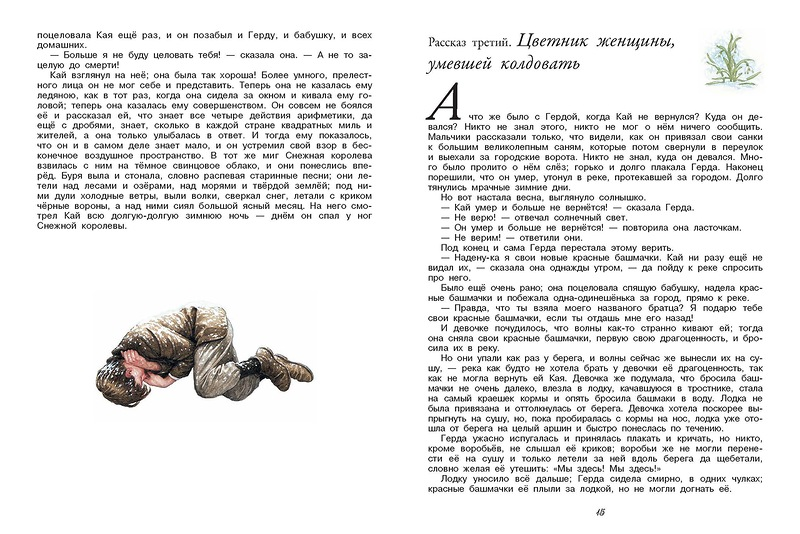 поцеловала Кая ещё раз, и он позабыл и Герду, и бабушку, и всех
домашних.
— Больше я не буду целовать тебя! — сказала она. — А не то за-
целую до смерти!
Кай взглянул на неё; она была так хороша! Более умного, прелест-
ного лица он не мог себе и представить. Теперь она не казалась ему
ледяною, как в тот раз, когда она сидела за окном и кивала ему го-
ловой; теперь она казалась ему совершенством. Он совсем не боялся
её и рассказал ей, что знает все четыре действия арифметики, да
ещё с дробями, знает, сколько в каждой стране квадратных миль и
жителей, а она только улыбалась в ответ. И тогда ему показалось,
что он и в самом деле знает мало, и он устремил свой взор в бес-
конечное воздушное пространство. В тот же миг Снежная королева
взвилась с ним на тёмное свинцовое облако, и они понеслись впе-
рёд. Буря выла и стонала, словно распевая старинные песни; они ле-
тели над лесами и озёрами, над морями и твёрдой землёй; под ни-
ми дули холодные ветры, выли волки, сверкал снег, летали с криком
чёрные вороны, а над ними сиял большой ясный месяц. На него смо-
трел Кай всю долгую-долгую зимнюю ночь — днём он спал у ног
Снежной королевы.
Рассказ третий. Цветник женщины,
умевшей колдовать
А что же было с Гердой, когда Кай не вернулся? Куда он де-
вался? Никто не знал этого, никто не мог о нём ничего сообщить.
Мальчики рассказали только, что видели, как он привязал свои санки
к большим великолепным саням, которые потом свернули в переулок
и выехали за городские ворота. Никто не знал, куда он девался. Мно-
го было пролито о нём слёз; горько и долго плакала Герда. Наконец
порешили, что он умер, утонул в реке, протекавшей за городом. Долго
тянулись мрачные зимние дни.
Но вот настала весна, выглянуло солнышко.
— Кай умер и больше не вернётся! — сказала Герда.
— Не верю! — отвечал солнечный свет.
— Он умер и больше не вернётся! — повторила она ласточкам.
— Не верим! — ответили они.
Под конец и сама Герда перестала этому верить.
— Надену-ка я свои новые красные башмачки. Кай ни разу ещё не
видал их, — сказала она однажды утром, — да пойду к реке спросить
про него.
Было ещё очень рано; она поцеловала спящую бабушку, надела крас-
ные башмачки и побежала одна-одинёшенька за город, прямо к реке.
— Правда, что ты взяла моего названого братца? Я подарю тебе
свои красные башмачки, если ты отдашь мне его назад!
И девочке почудилось, что волны как-то странно кивают ей; тогда
она сняла свои красные башмачки, первую свою драгоценность, и бро-
сила их в реку.
Но они упали как раз у берега, и волны сейчас же вынесли их на су-
шу, — река как будто не хотела брать у девочки её драгоценность, так
как не могла вернуть ей Кая. Девочка же подумала, что бросила баш-
мачки не очень далеко, влезла в лодку, качавшуюся в тростнике, стала
на самый краешек кормы и опять бросила башмаки в воду. Лодка не
была привязана и оттолкнулась от берега. Девочка хотела поскорее вы-
прыгнуть на сушу, но, пока пробиралась с кормы на нос, лодка уже ото-
шла от берега на целый аршин и быстро понеслась по течению.
Герда ужасно испугалась и принялась плакать и кричать, но никто,
кроме воробьёв, не слышал её криков; воробьи же не могли перене-
сти её на сушу и только летели за ней вдоль берега да щебетали,
словно желая её утешить: «Мы здесь! Мы здесь!»
Лодку уносило всё дальше; Герда сидела смирно, в одних чулках;
красные башмачки её плыли за лодкой, но не могли догнать её.
15